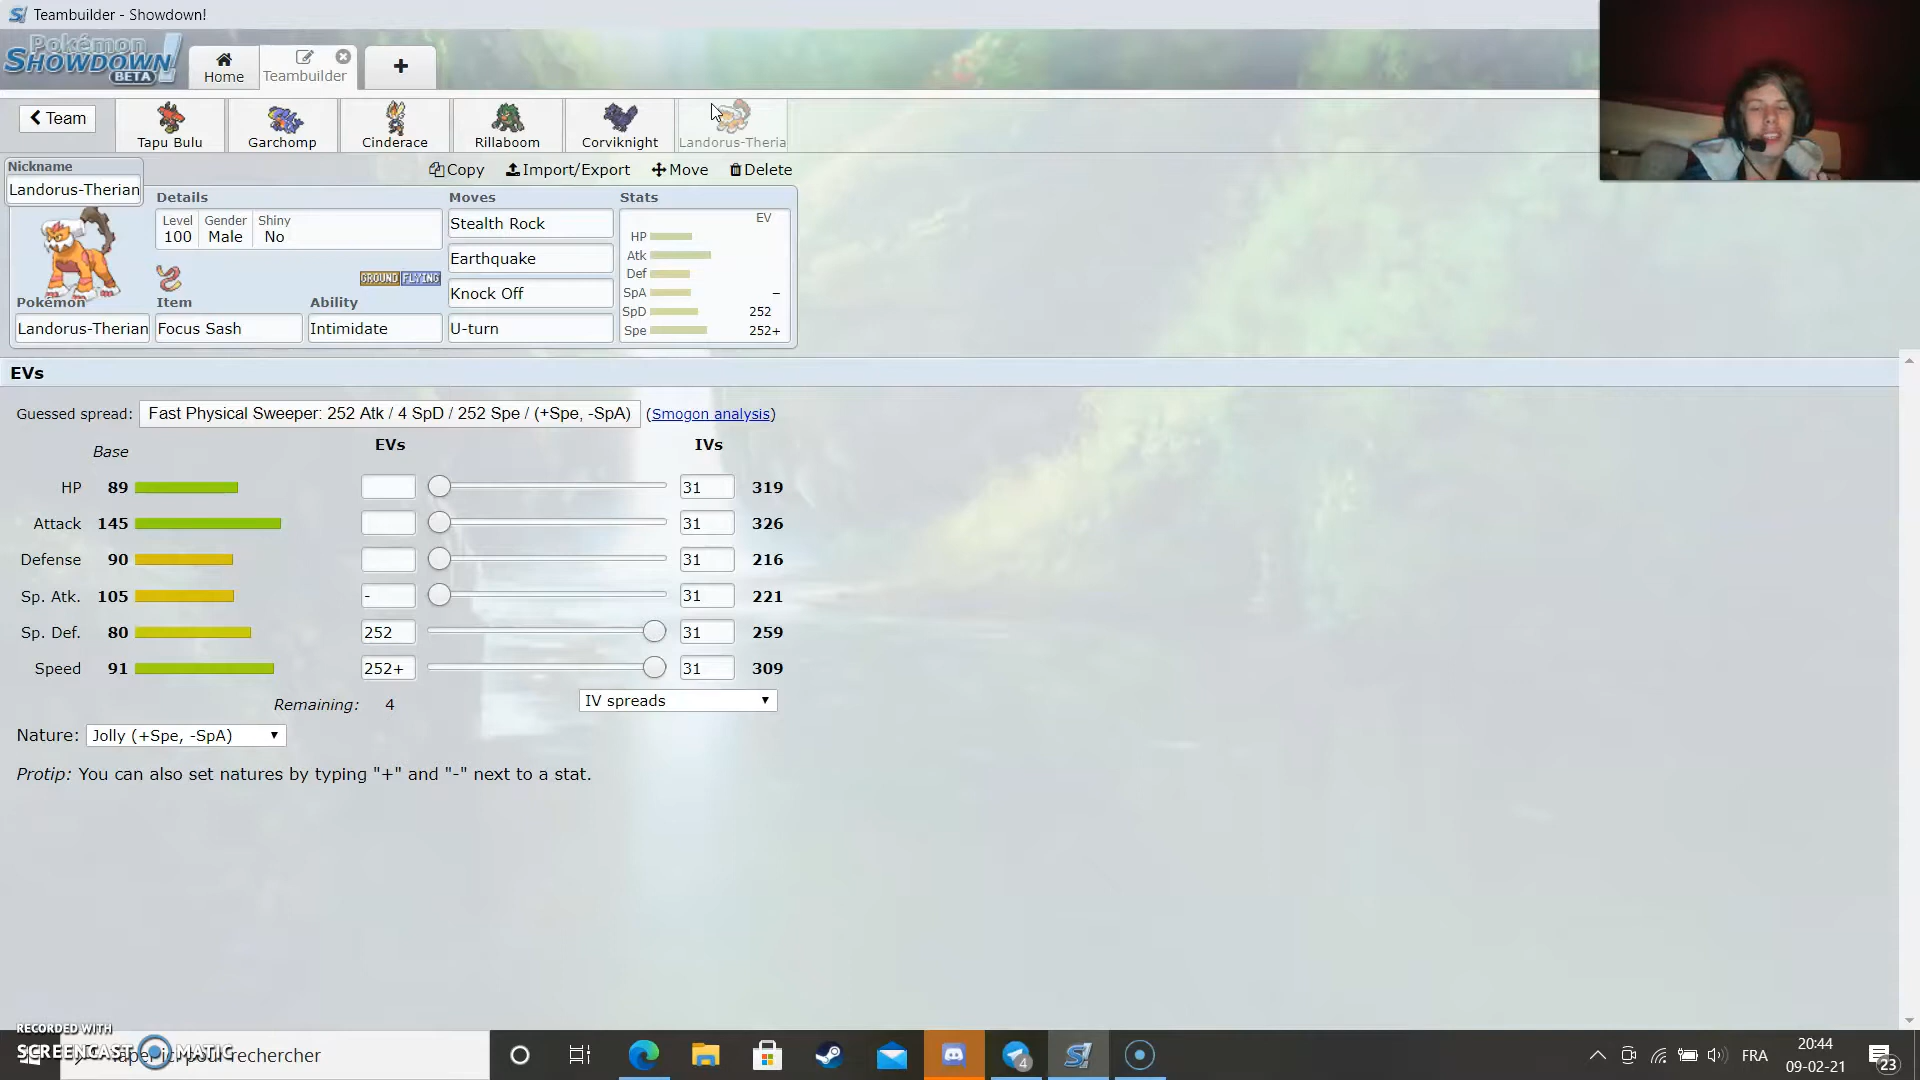 Teambuilder - Showdown!
Pokémon
SHOWDOWN!
BETA
Home
Teambuilder
+
Team
Tapu Bulu
Garchomp
Cinderace
Rillaboom
Corviknight
Landorus-Theria
Nickname
Landorus-Therian
Copy
Import/Export
Move
Delete
Details
Level
100
Gender
Male
Shiny
No
GROUND FLYING
Pokémon
Landorus-Therian
Item
Focus Sash
Ability
Intimidate
Moves
Stealth Rock
Earthquake
Knock Off
U-turn
Stats
EV
HP
Atk
Def
SpA –
SpD 252
Spe 252+
EVs
Guessed spread: Fast Physical Sweeper: 252 Atk / 4 SpD / 252 Spe / (+Spe, -SpA) (Smogon analysis)
Base EVs IVs
HP 89 31 319
Attack 145 31 326
Defense 90 31 216
Sp. Atk. 105 - 31 221
Sp. Def. 80 252 31 259
Speed 91 252+ 31 309
Remaining: 4
IV spreads
Nature: Jolly (+Spe, -SpA)
Protip: You can also set natures by typing "+" and "-" next to a stat.
RECORDED WITH
SCREENCAST MATIC
rechercher
4
FRA
20:44
09-02-21
23